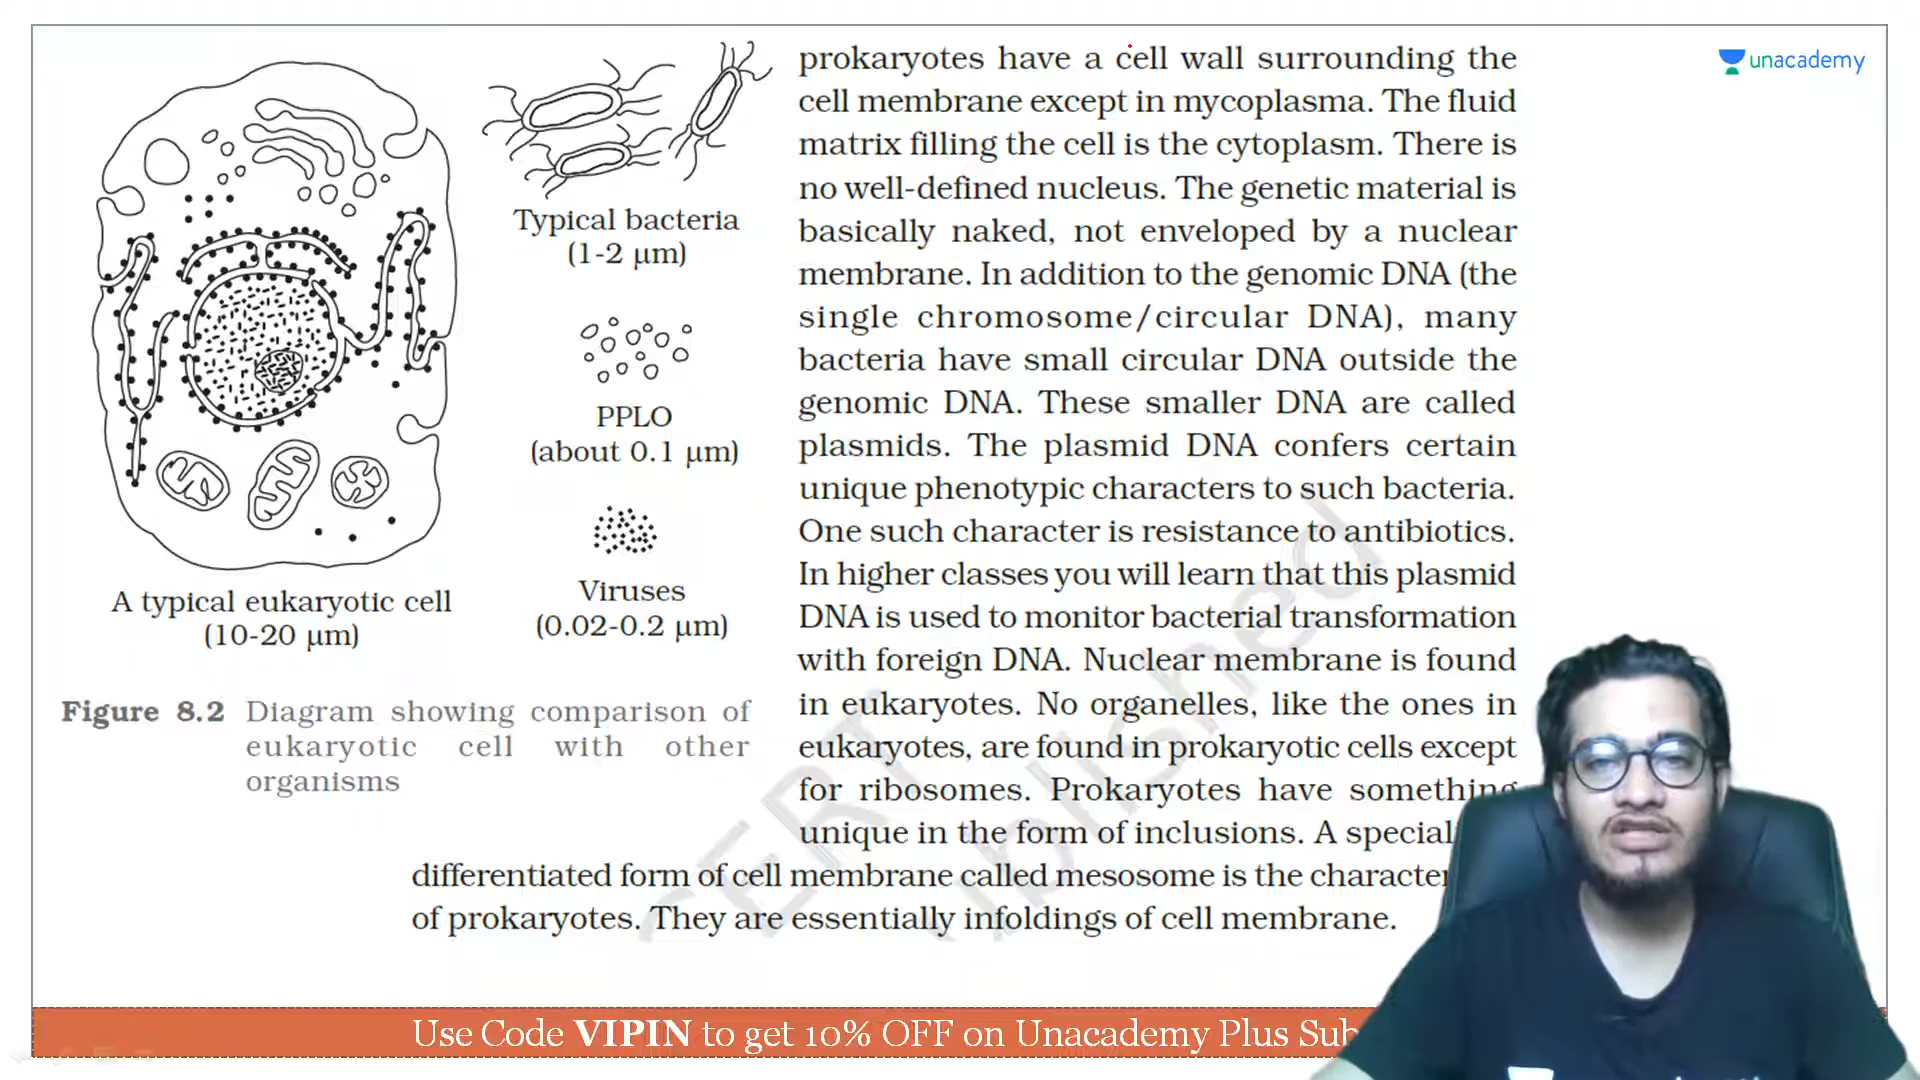 prokaryotes have a cell wall surrounding the
cell membrane except in mycoplasma. The fluid
matrix filling the cell is the cytoplasm. There is
no well-defined nucleus. The genetic material is
basically naked, not enveloped by a nuclear
membrane. In addition to the genomic DNA (the
single chromosome/circular DNA), many
bacteria have small circular DNA outside the
genomic DNA. These smaller DNA are called
plasmids. The plasmid DNA confers certain
unique phenotypic characters to such bacteria.
One such character is resistance to antibiotics.
In higher classes you will learn that this plasmid
DNA is used to monitor bacterial transformation
with foreign DNA. Nuclear membrane is found
in eukaryotes. No organelles, like the ones in
eukaryotes, are found in prokaryotic cells except
for ribosomes. Prokaryotes have something
unique in the form of inclusions. A special
differentiated form of cell membrane called mesosome is the character
of prokaryotes. They are essentially infoldings of cell membrane.
Typical bacteria
(1-2 µm)
PPLO
(about 0.1 µm)
Viruses
(0.02-0.2 µm)
A typical eukaryotic cell
(10-20 µm)
Figure 8.2 Diagram showing comparison of
eukaryotic cell with other
organisms
unacademy
Use Code VIPIN to get 10% OFF on Unacademy Plus Sub